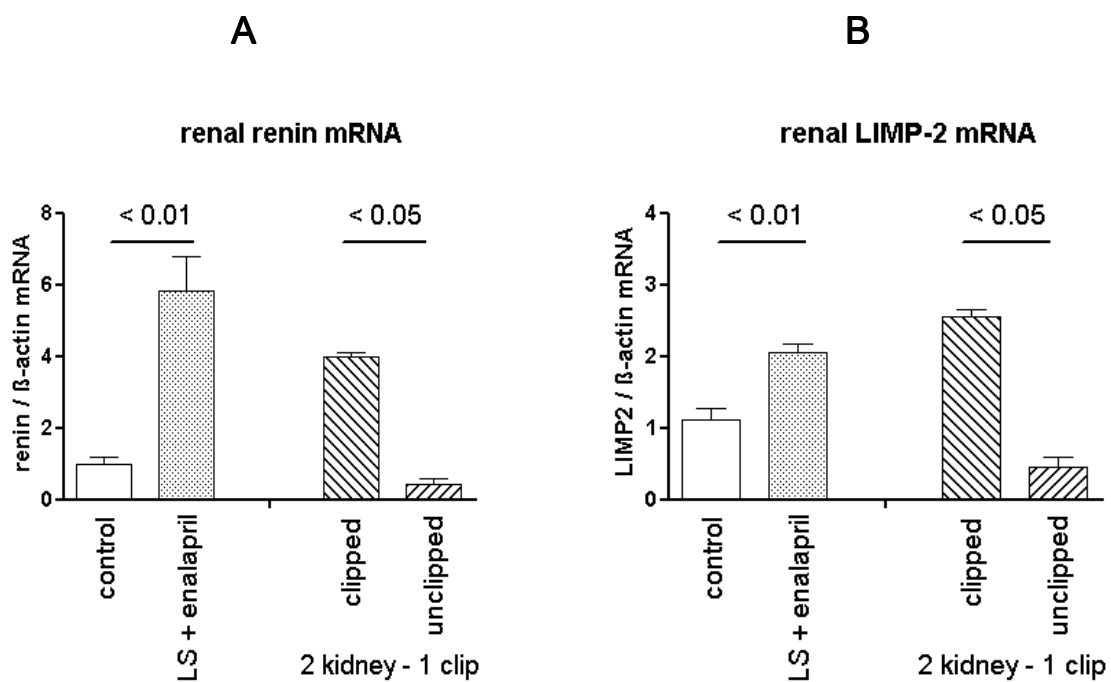 A
renal renin mRNA
renin / ß-actin mRNA
8
6
4
2
0
< 0.01
< 0.05
control
LS + enalapril
clipped
unclipped
2 kidney - 1 clip
B
renal LIMP-2 mRNA
LIMP2 / ß-actin mRNA
4
3
2
1
0
< 0.01
< 0.05
control
LS + enalapril
clipped
unclipped
2 kidney - 1 clip